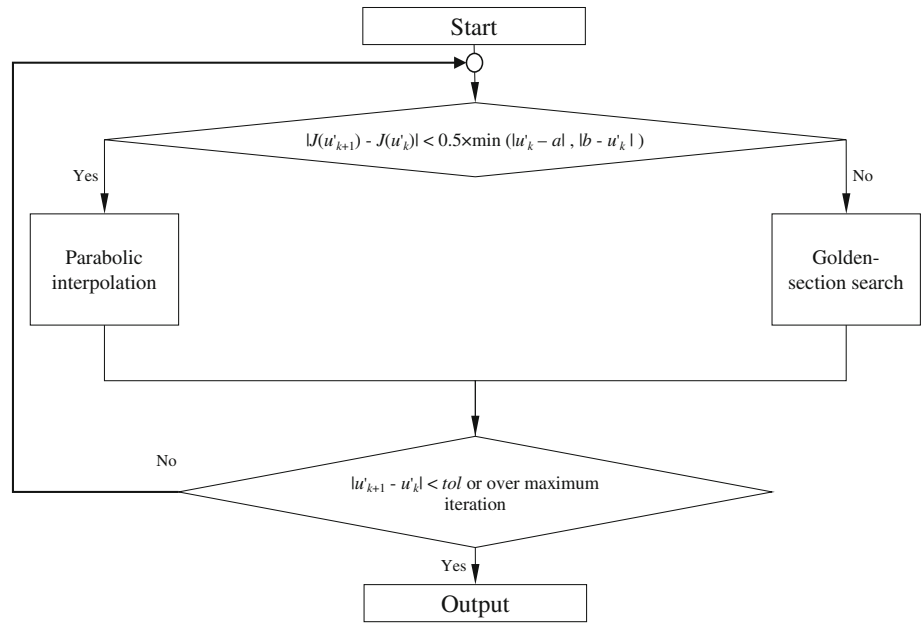 Start
|J(u'k+1) - J(u'k)| < 0.5×min (|u'k – a| , |b - u'k | )
Yes
No
Parabolic
interpolation
Golden-
section search
No
|u'k+1 - u'k| < tol or over maximum
iteration
Yes
Output